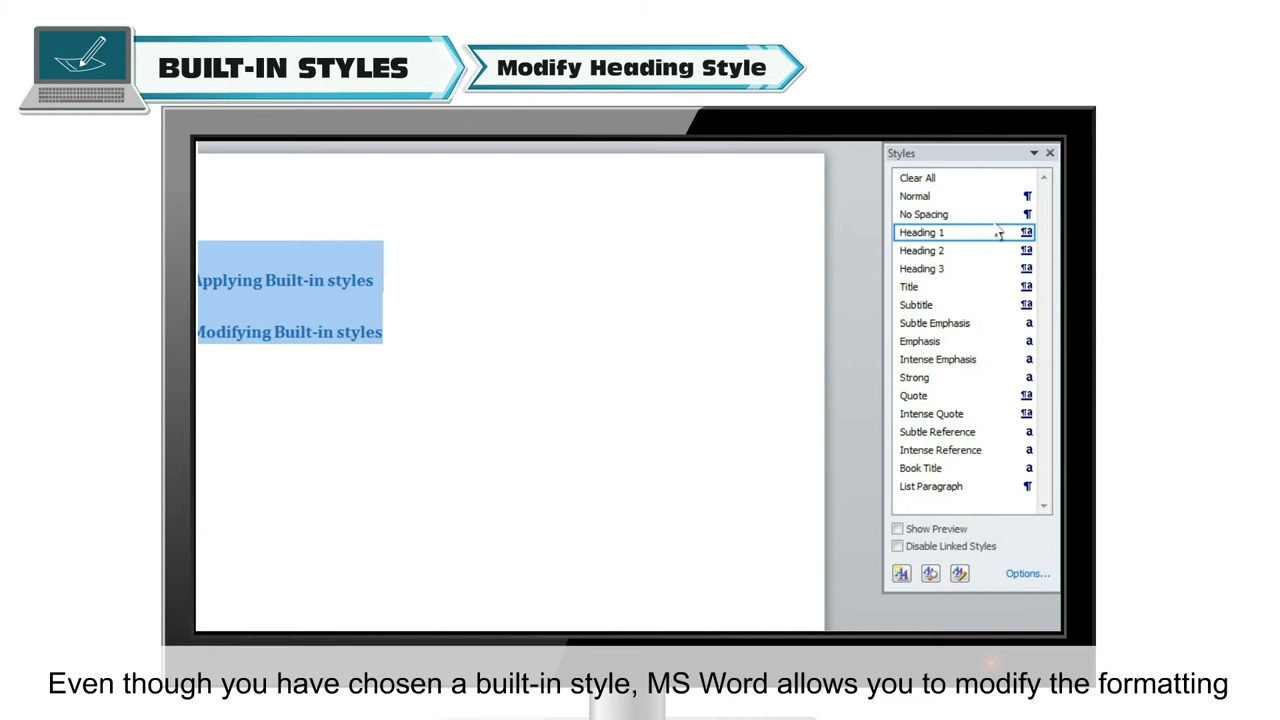 BUILT-IN STYLES
Modify Heading Style
Applying Built-in styles
Modifying Built-in styles
Styles
Clear All
Normal ¶
No Spacing ¶
Heading 1 ¶a
Heading 2 ¶a
Heading 3 ¶a
Title ¶a
Subtitle ¶a
Subtle Emphasis a
Emphasis a
Intense Emphasis a
Strong a
Quote ¶a
Intense Quote ¶a
Subtle Reference a
Intense Reference a
Book Title a
List Paragraph ¶
Show Preview
Disable Linked Styles
Options...
Even though you have chosen a built-in style, MS Word allows you to modify the formatting